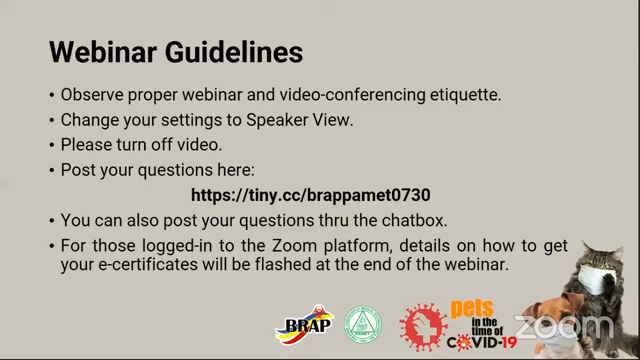 Webinar Guidelines
• Observe proper webinar and video-conferencing etiquette.
• Change your settings to Speaker View.
• Please turn off video.
• Post your questions here:
https://tiny.cc/brappamet0730
• You can also post your questions thru the chatbox.
• For those logged-in to the Zoom platform, details on how to get
your e-certificates will be flashed at the end of the webinar.
BRAP
pets
in the
time of
COVID-19
zoom